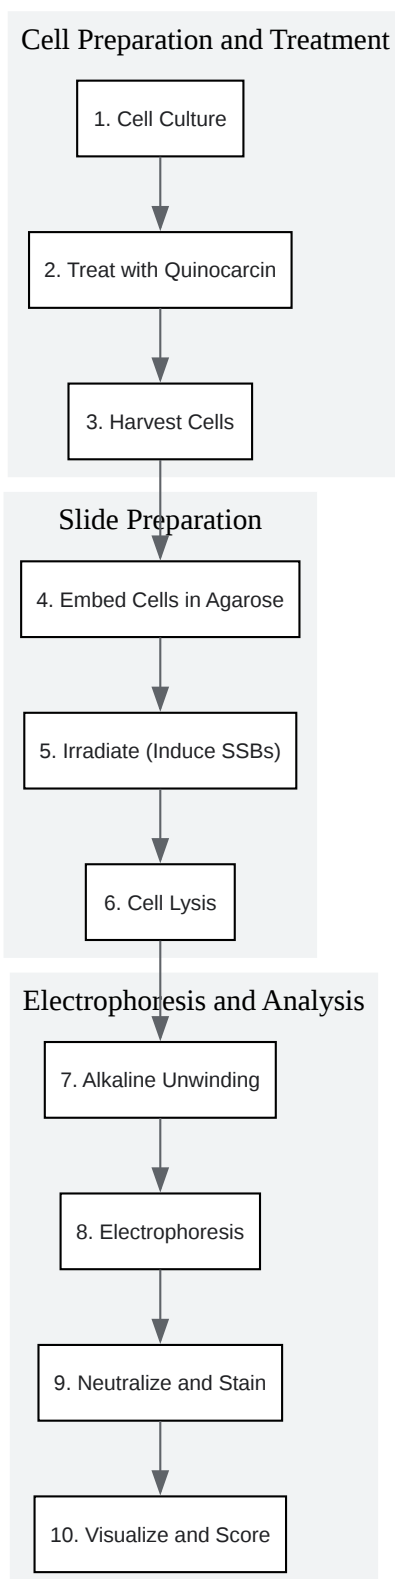 Cell Preparation and Treatment
1. Cell Culture
2. Treat with Quinocarcin
3. Harvest Cells
Slide Preparation
4. Embed Cells in Agarose
5. Irradiate (Induce SSBs)
6. Cell Lysis
Electrophoresis and Analysis
7. Alkaline Unwinding
8. Electrophoresis
9. Neutralize and Stain
10. Visualize and Score